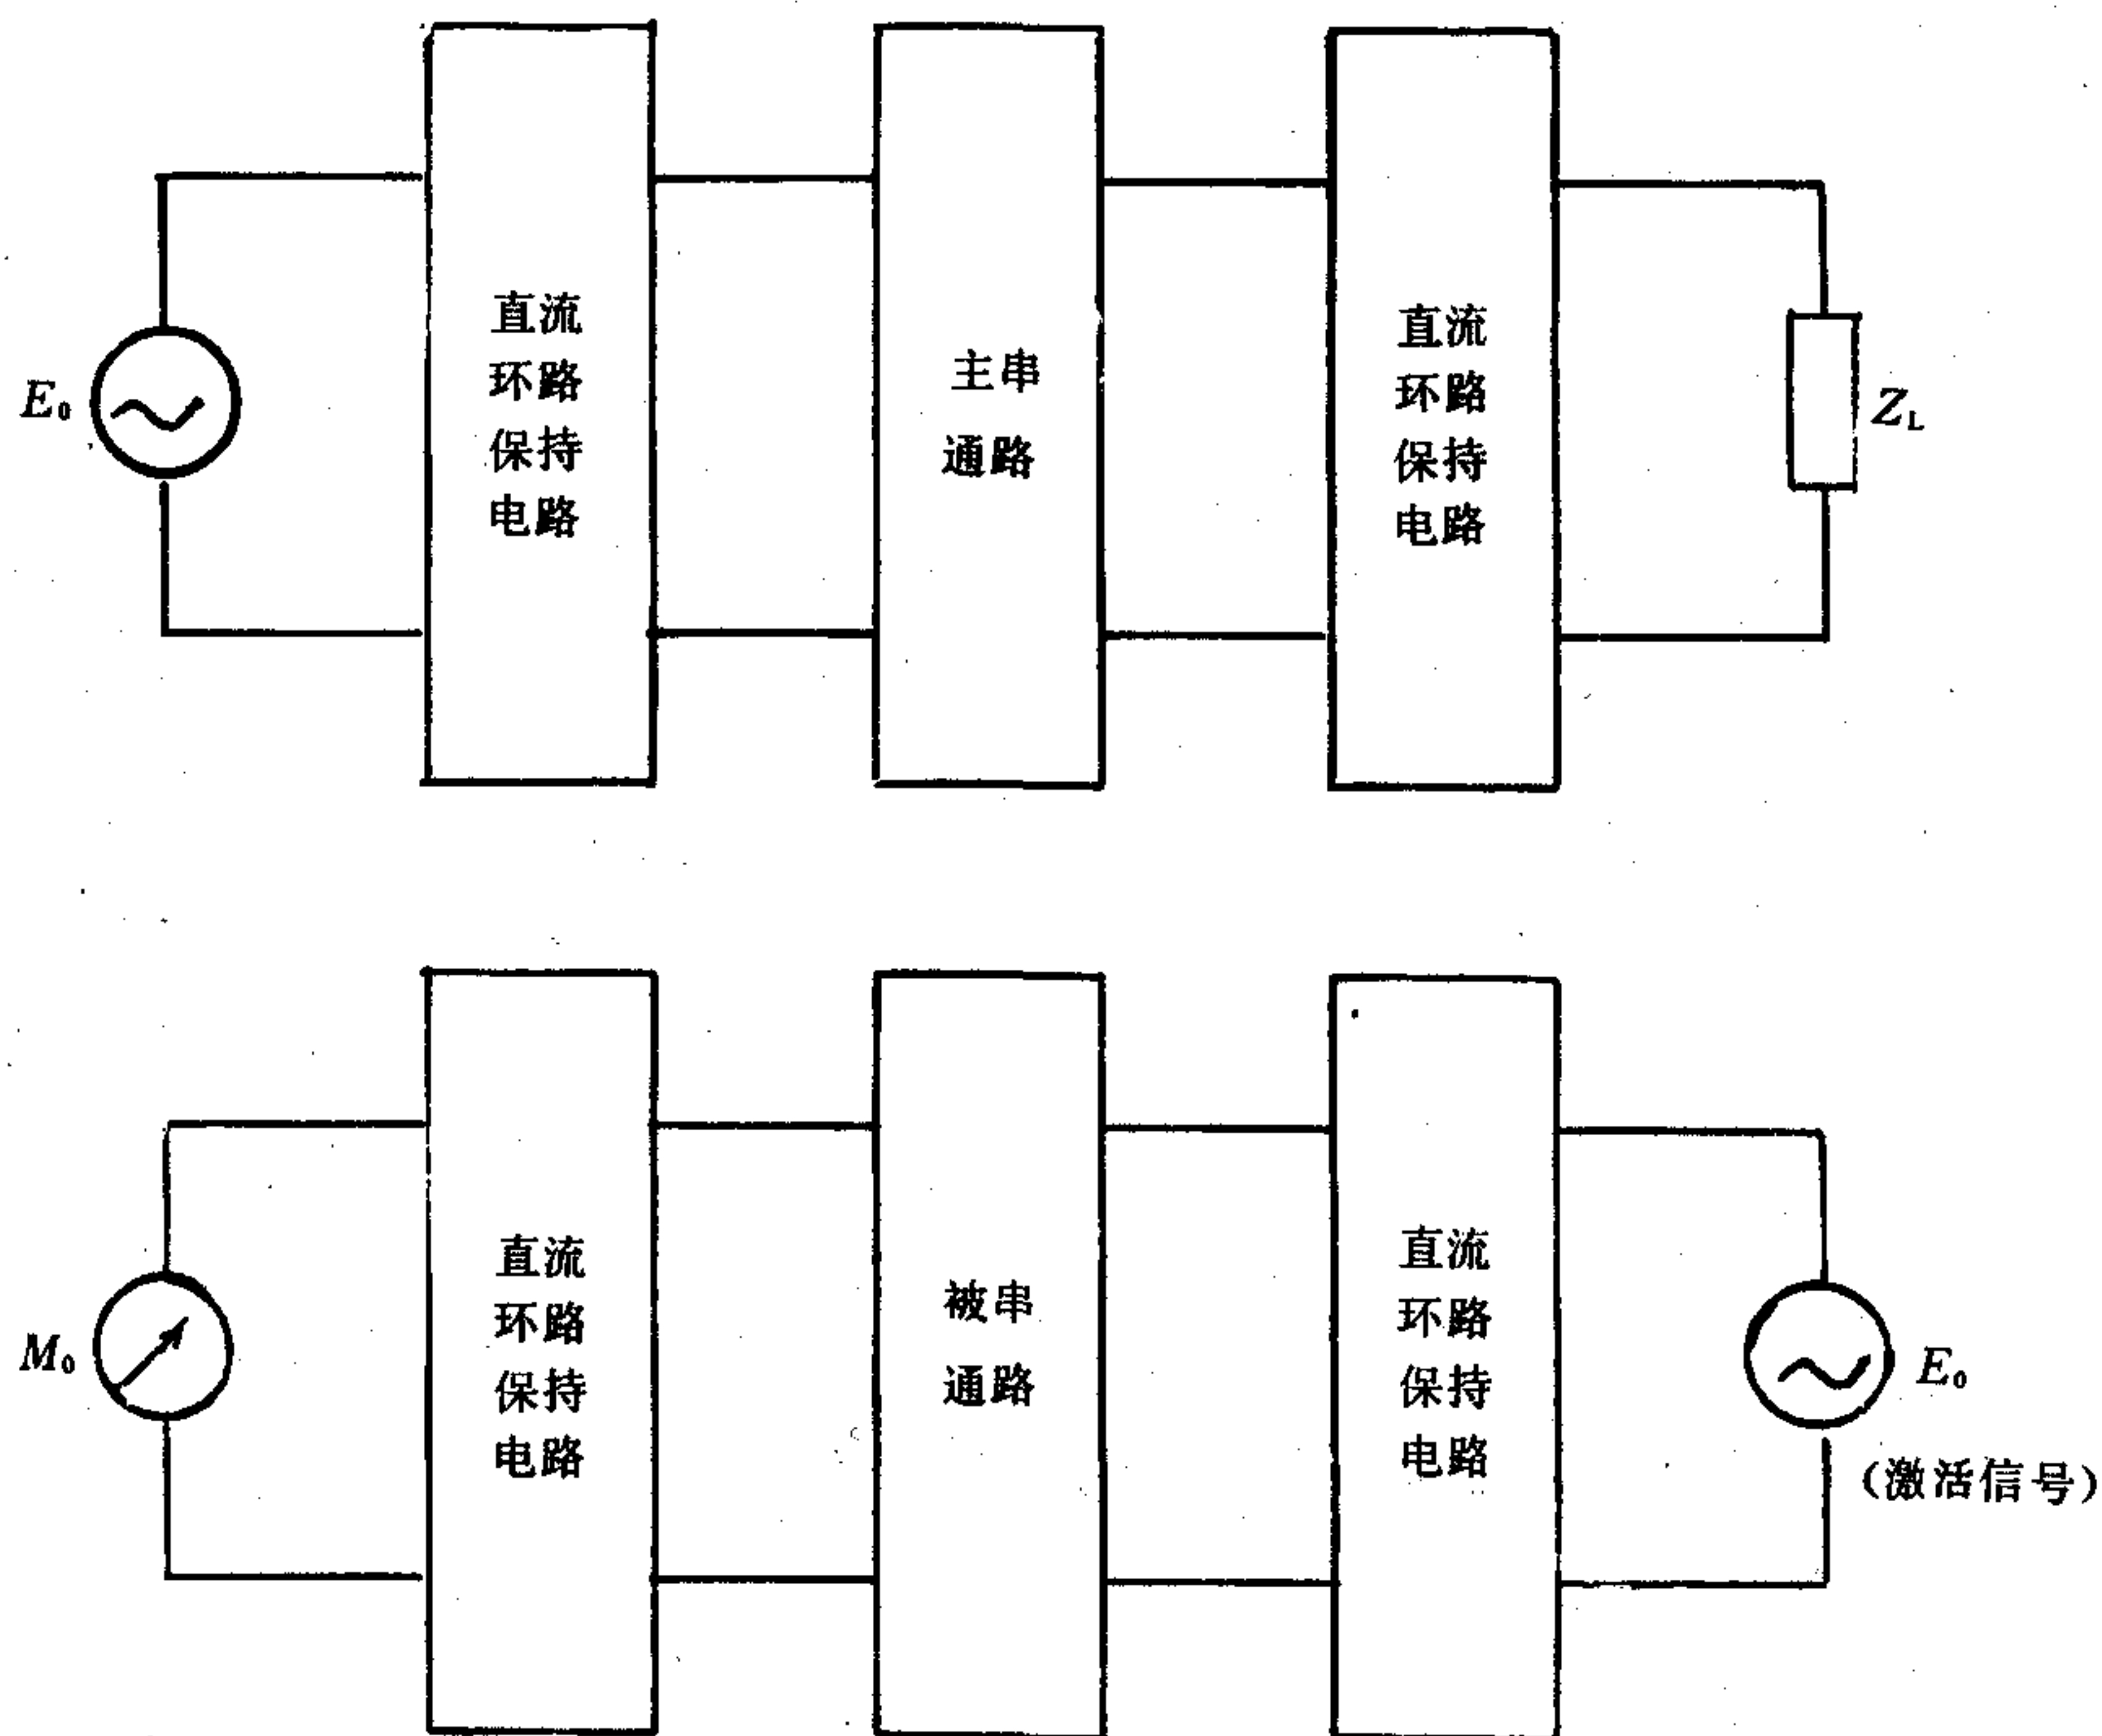 E₀
直流
环路
保持
电路
主串
通路
直流
环路
保持
电路
Z_L
M₀
直流
环路
保持
电路
被串
通路
直流
环路
保持
电路
E₀
(激活信号)